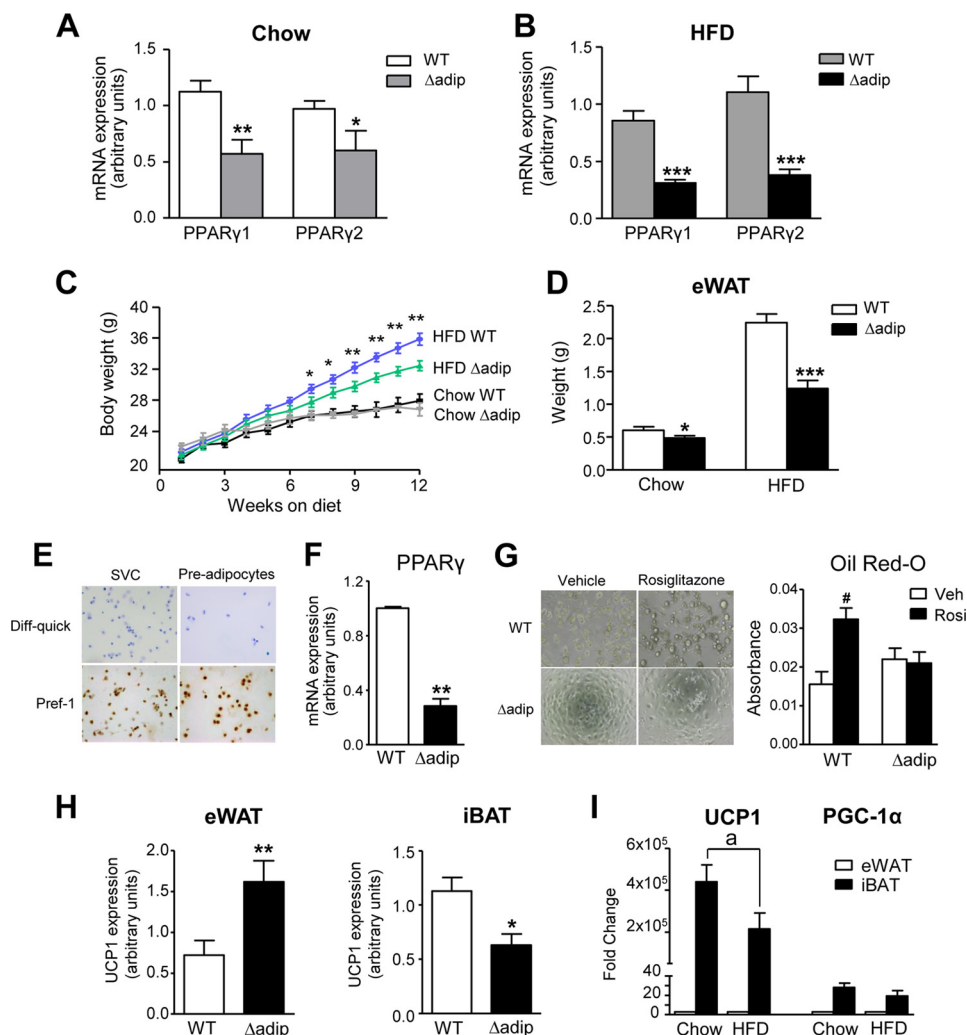 A
Chow
mRNA expression
(arbitrary units)
1.5
1.0
0.5
0.0
**
*
PPARγ1
PPARγ2
WT
Δadip
B
HFD
mRNA expression
(arbitrary units)
1.5
1.0
0.5
0.0
***
***
PPARγ1
PPARγ2
WT
Δadip
C
Body weight (g)
40
36
32
28
24
20
* * ** ** ** **
HFD WT
HFD Δadip
Chow WT
Chow Δadip
0 3 6 9 12
Weeks on diet
D
eWAT
Weight (g)
2.5
2.0
1.5
1.0
0.5
0.0
*
***
Chow
HFD
WT
Δadip
E
SVC
Pre-adipocytes
Diff-quick
Pref-1
F
PPARγ
mRNA expression
(arbitrary units)
1.2
0.8
0.4
0.0
**
WT Δadip
G
Vehicle
Rosiglitazone
WT
Δadip
Oil Red-O
Absorbance
0.04
0.03
0.02
0.01
0.00
#
WT
Δadip
Veh
Rosi
H
eWAT
UCP1 expression
(arbitrary units)
2.0
1.5
1.0
0.5
0.0
**
WT
Δadip
iBAT
UCP1 expression
(arbitrary units)
1.5
1.0
0.5
0.0
*
WT
Δadip
I
UCP1
PGC-1α
Fold Change
6x10⁵
4x10⁵
2x10⁵
40
20
0
a
eWAT
iBAT
Chow HFD
Chow HFD